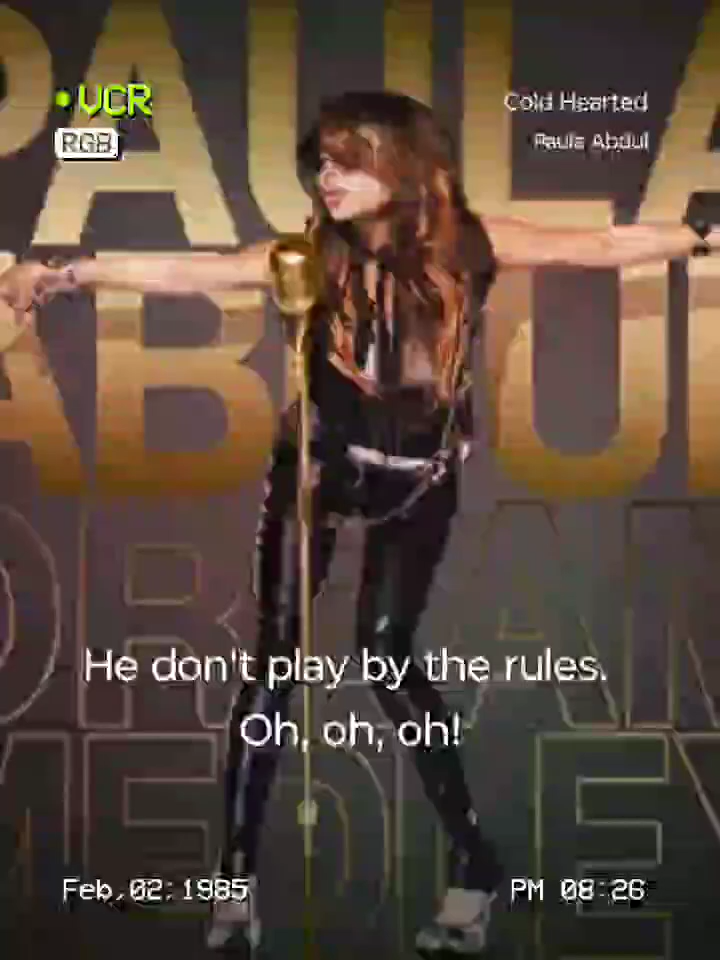 PAULA
VCR
Cold Hearted
RGB
Paula Abdul
ABDUL
He don't play by the rules.
Oh, oh, oh!
Feb.02.1985
PM 08:26